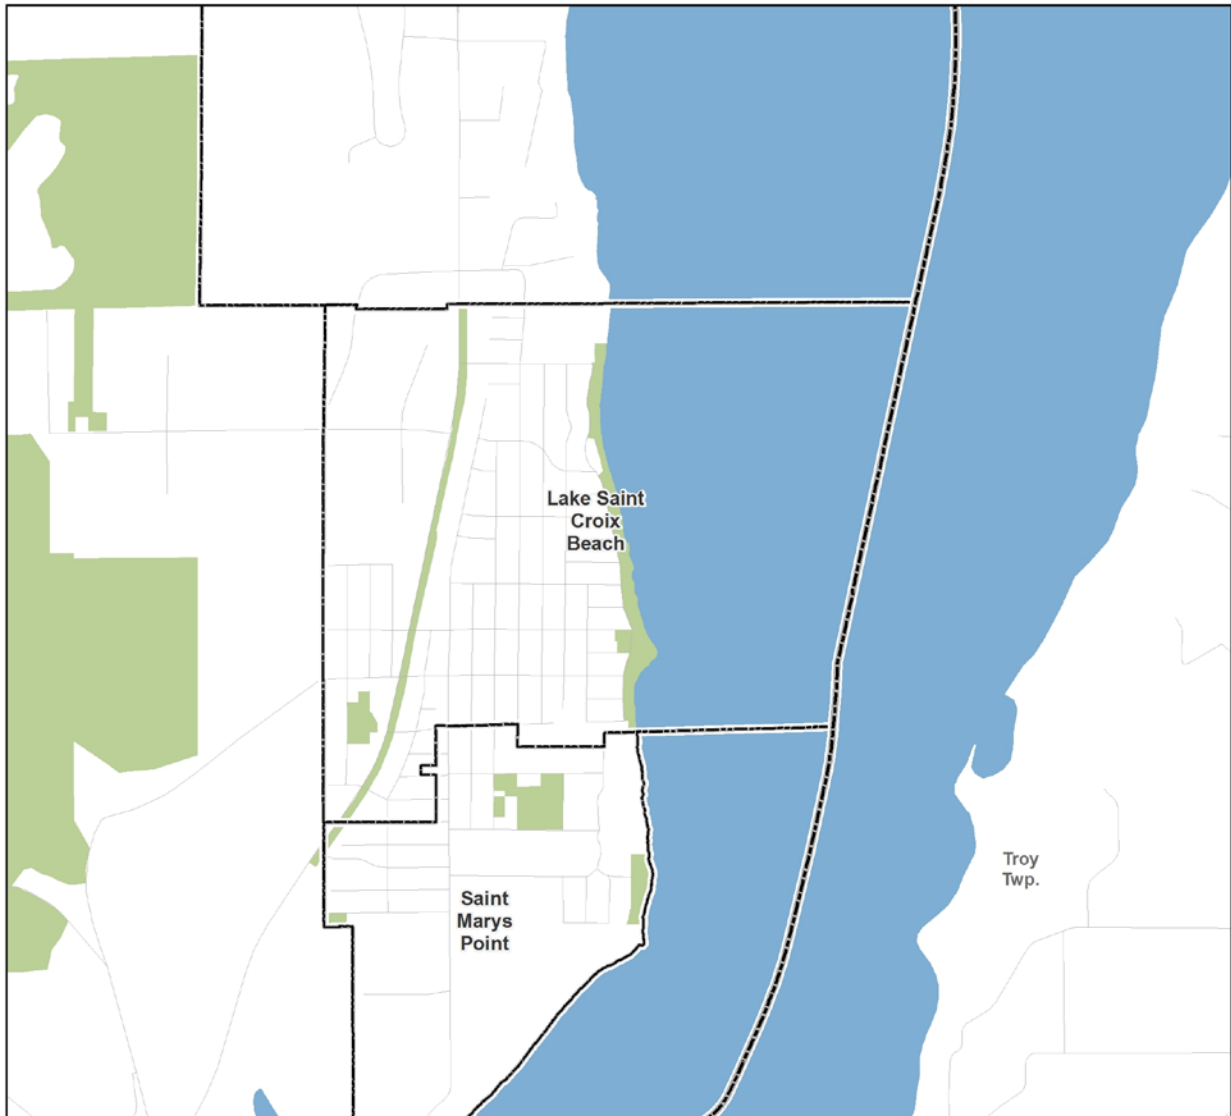 Lake Saint
Croix
Beach
Troy
Twp.
Saint
Marys
Point